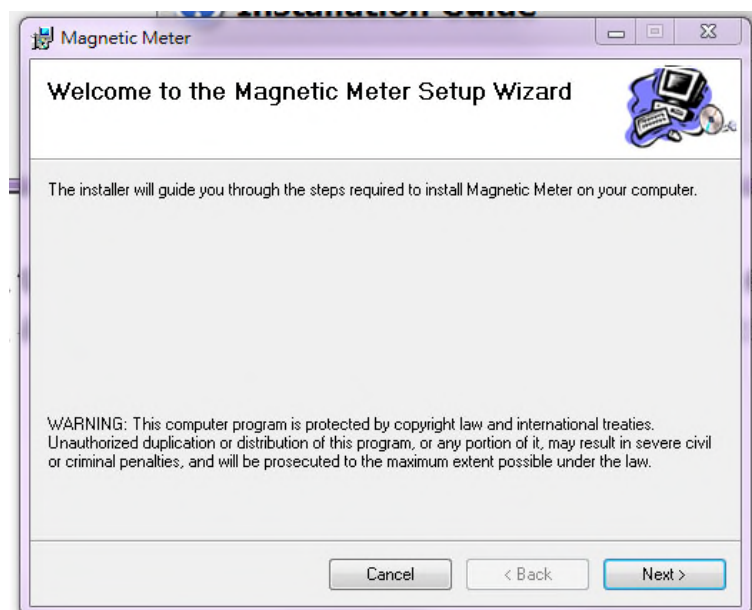 Installation Guide
Magnetic Meter
Welcome to the Magnetic Meter Setup Wizard
The installer will guide you through the steps required to install Magnetic Meter on your computer.
WARNING: This computer program is protected by copyright law and international treaties.
Unauthorized duplication or distribution of this program, or any portion of it, may result in severe civil
or criminal penalties, and will be prosecuted to the maximum extent possible under the law.
Cancel
< Back
Next >